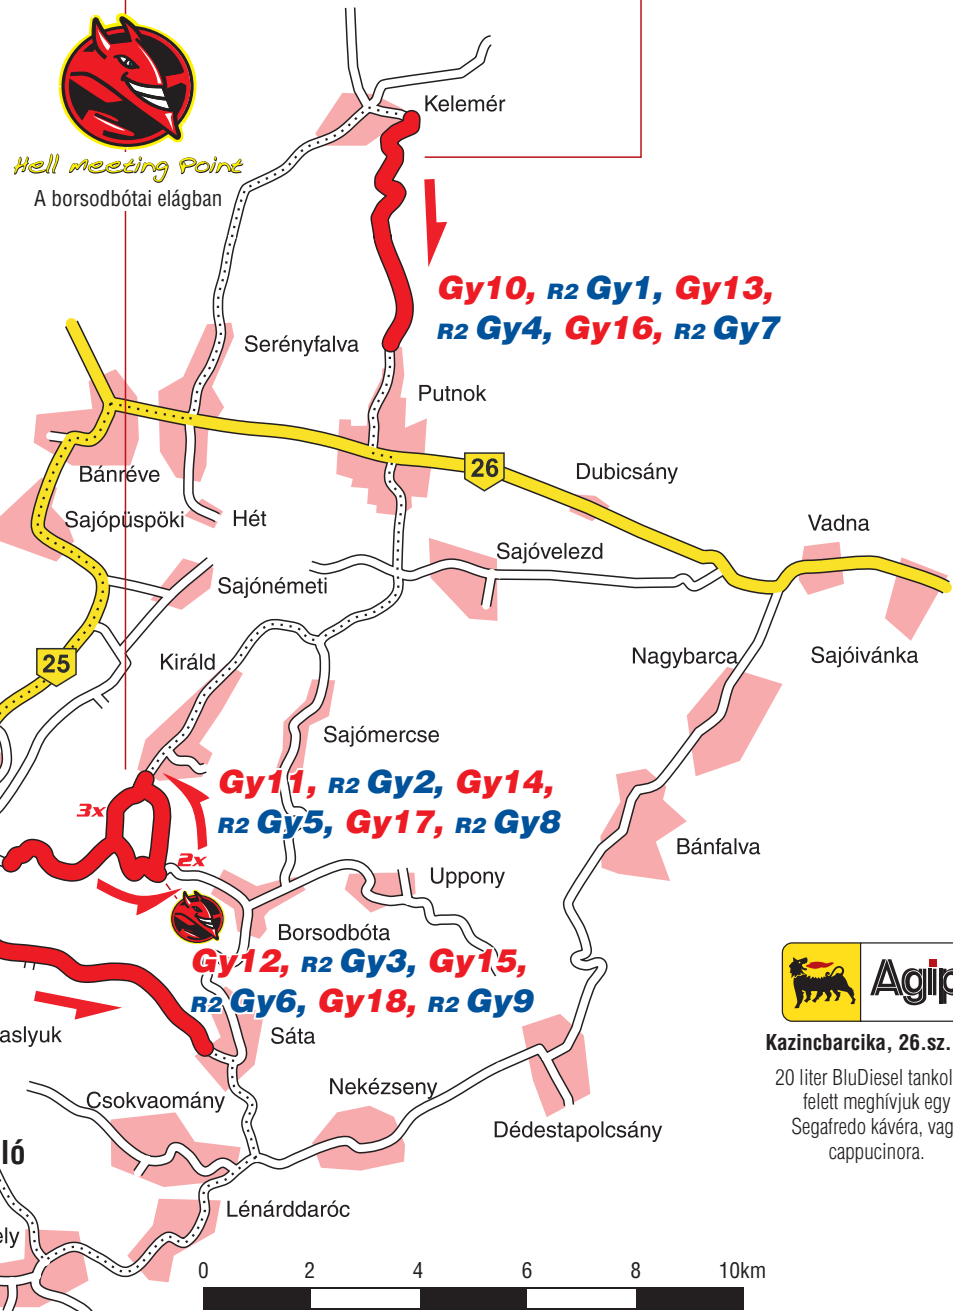 Kelemér
Hell Meeting Point
A borsodbótai elágban
Gy10, R2 Gy1, Gy13,
R2 Gy4, Gy16, R2 Gy7
Serényfalva
Putnok
26
Dubicsány
Bánréve
Sajópüspöki
Hét
Vadna
Sajóvelezd
Sajónémeti
25
Királd
Nagybarca
Sajóivánka
Sajómercse
Gy11, R2 Gy2, Gy14,
R2 Gy5, Gy17, R2 Gy8
3x
2x
Bánfalva
Uppony
Borsodbóta
Gy12, R2 Gy3, Gy15,
R2 Gy6, Gy18, R2 Gy9
Agip
aslyuk
Sáta
Kazincbarcika, 26.sz.
20 liter BluDiesel tankol
felett meghívjuk egy
Segafredo kávéra, vag
cappucinora.
Nekézseny
Csokvaomány
Dédestapolcsány
ló
Lénárddaróc
ely
0 2 4 6 8 10km